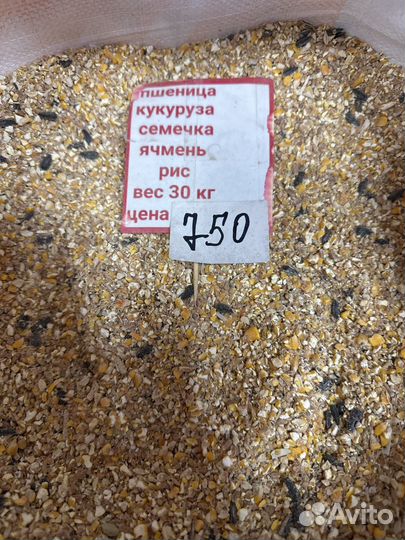 пшеница
кукуруза
семечка
ячмень
рис
вес 30 кг
цена 750
Avito